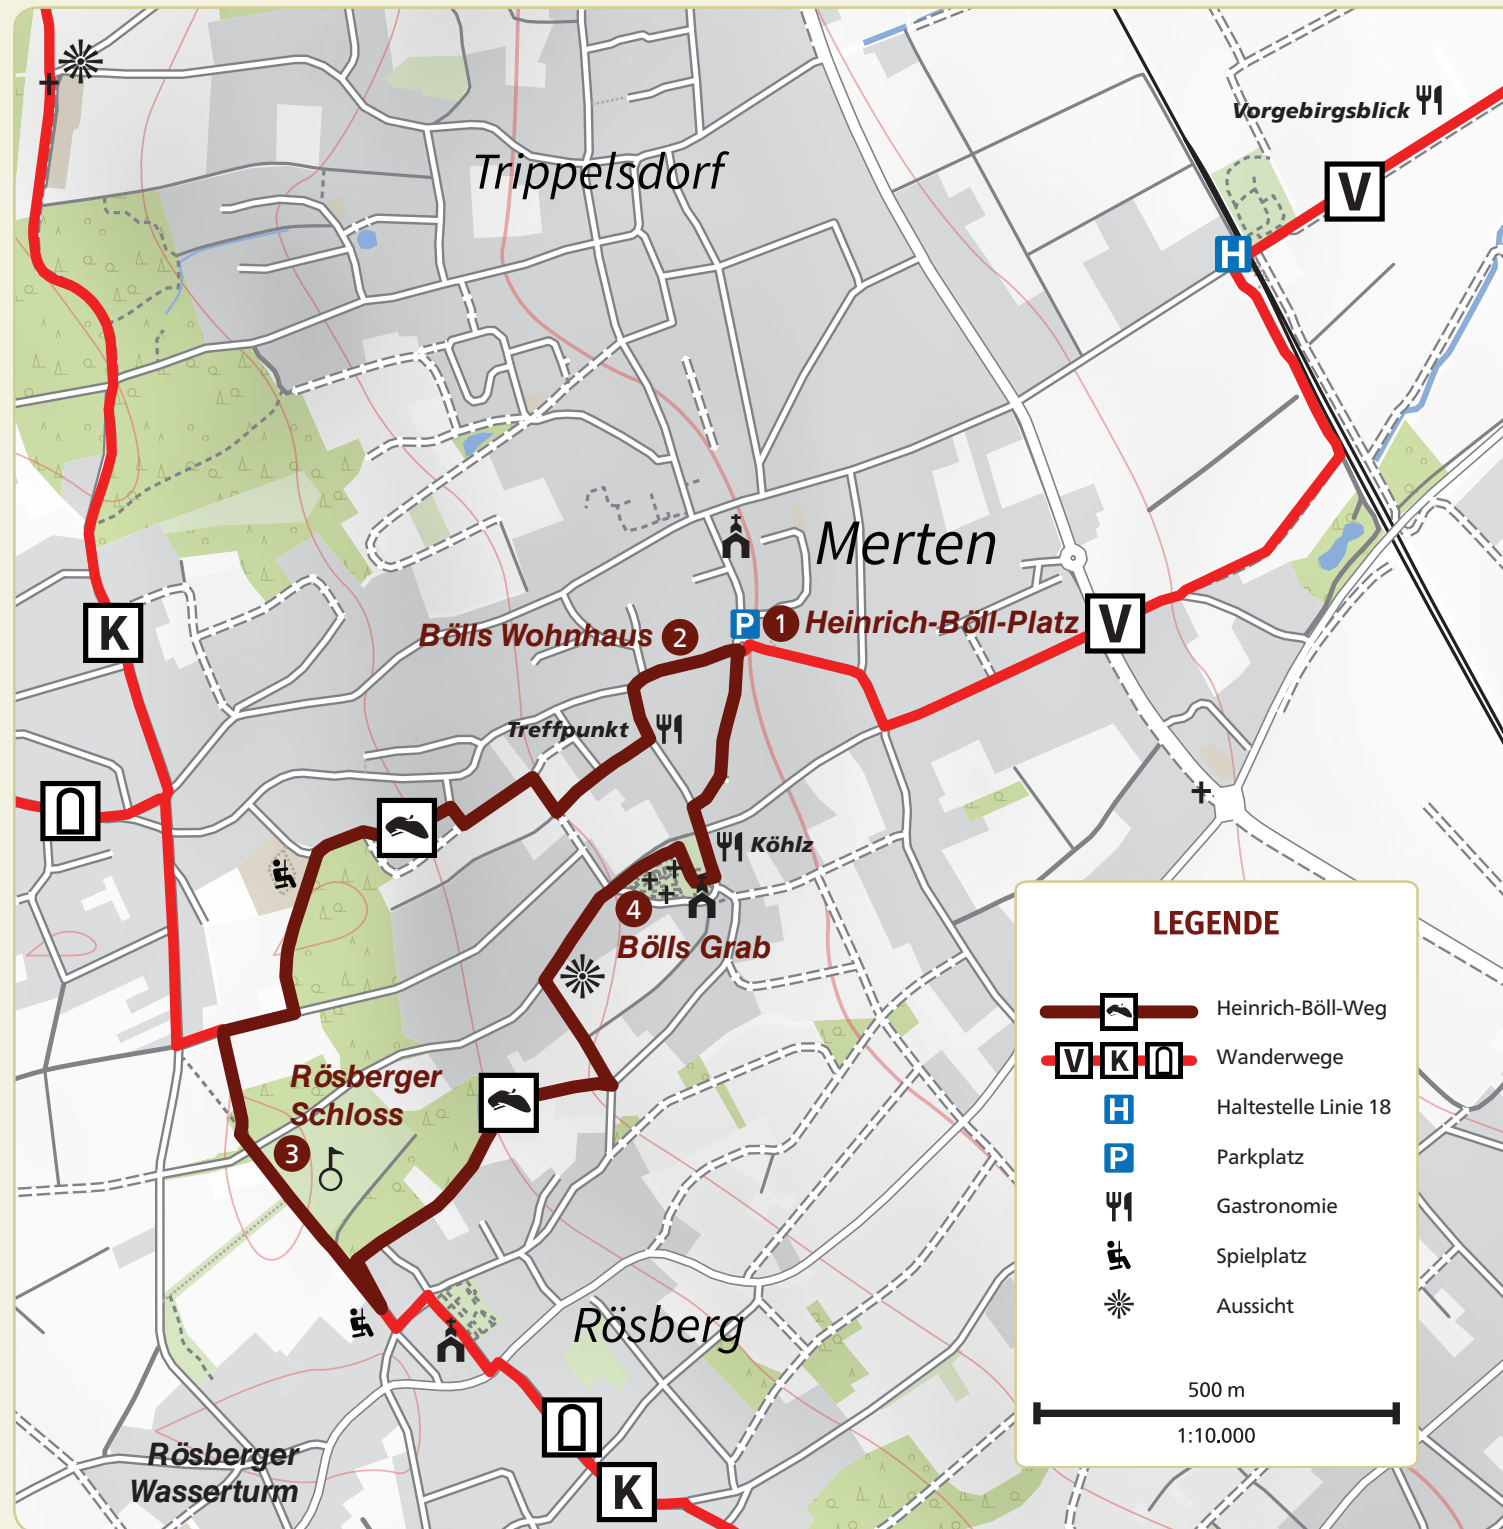 Vorgebirgsblick
Trippelsdorf
V
H
Merten
K
Bölls Wohnhaus 2
P 1 Heinrich-Böll-Platz
V
Treffpunkt
Köhlz
4
Bölls Grab
Rösberger
Schloss
3
Rösberg
Rösberger
Wasserturm
K
LEGENDE
Heinrich-Böll-Weg
V K Wanderwege
H Haltestelle Linie 18
P Parkplatz
Gastronomie
Spielplatz
Aussicht
500 m
1:10.000